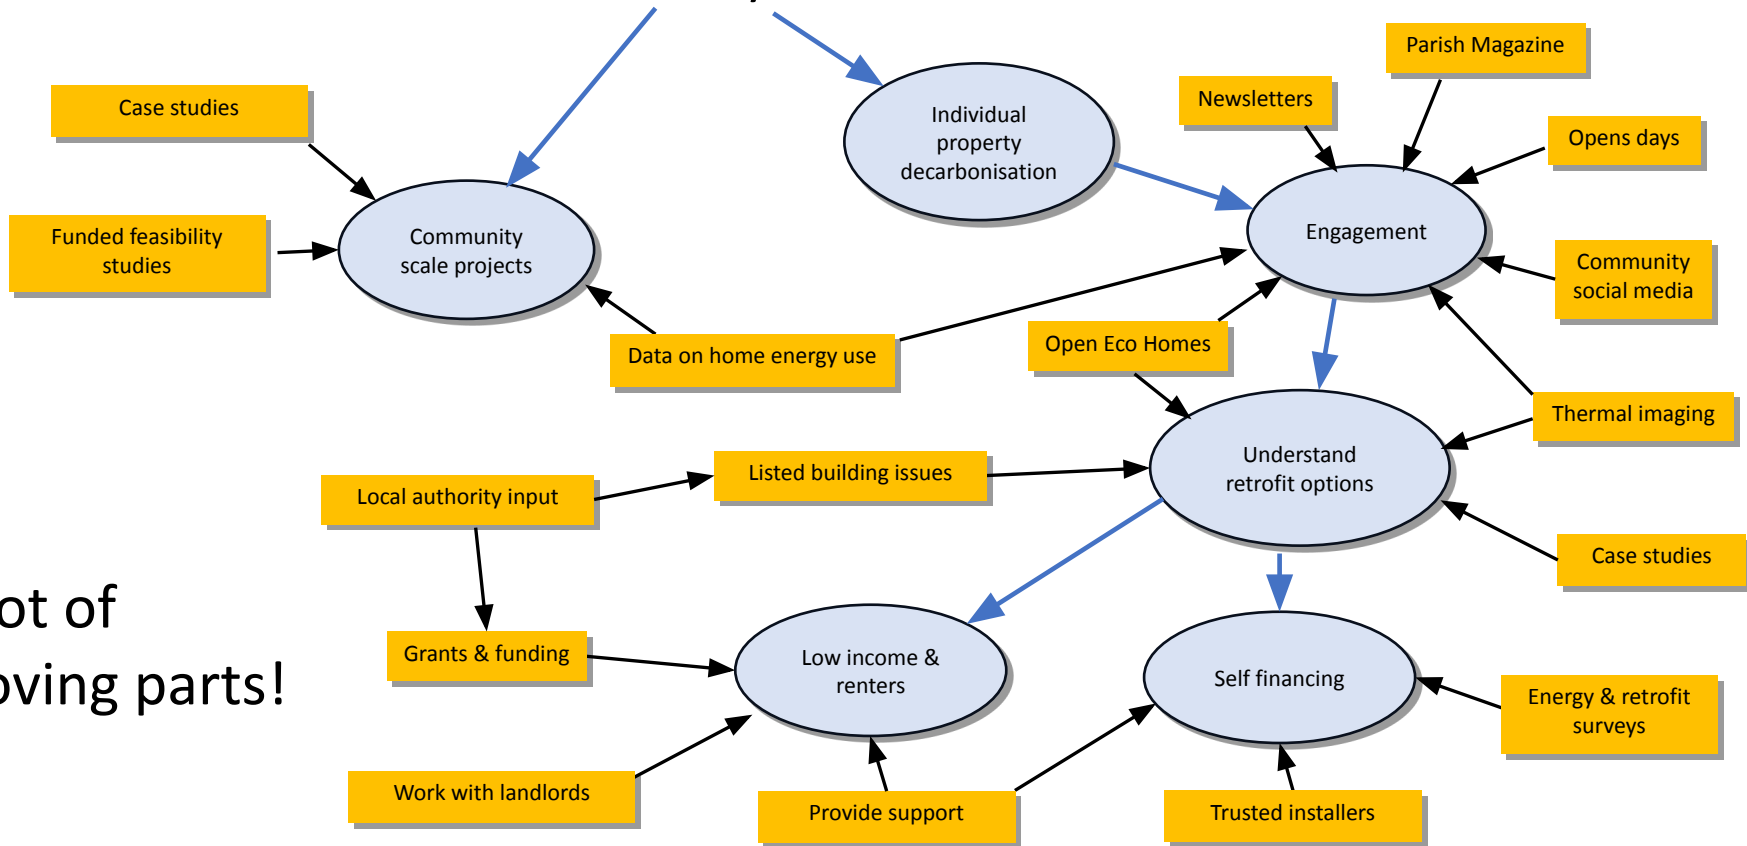 Parish Magazine
Newsletters
Case studies
Individual
property
decarbonisation
Opens days
Funded feasibility
studies
Community
scale projects
Engagement
Community
social media
Data on home energy use
Open Eco Homes
Thermal imaging
Listed building issues
Understand
retrofit options
Local authority input
Case studies
ot of
oving parts!
Grants & funding
Low income &
renters
Self financing
Energy & retrofit
surveys
Work with landlords
Provide support
Trusted installers